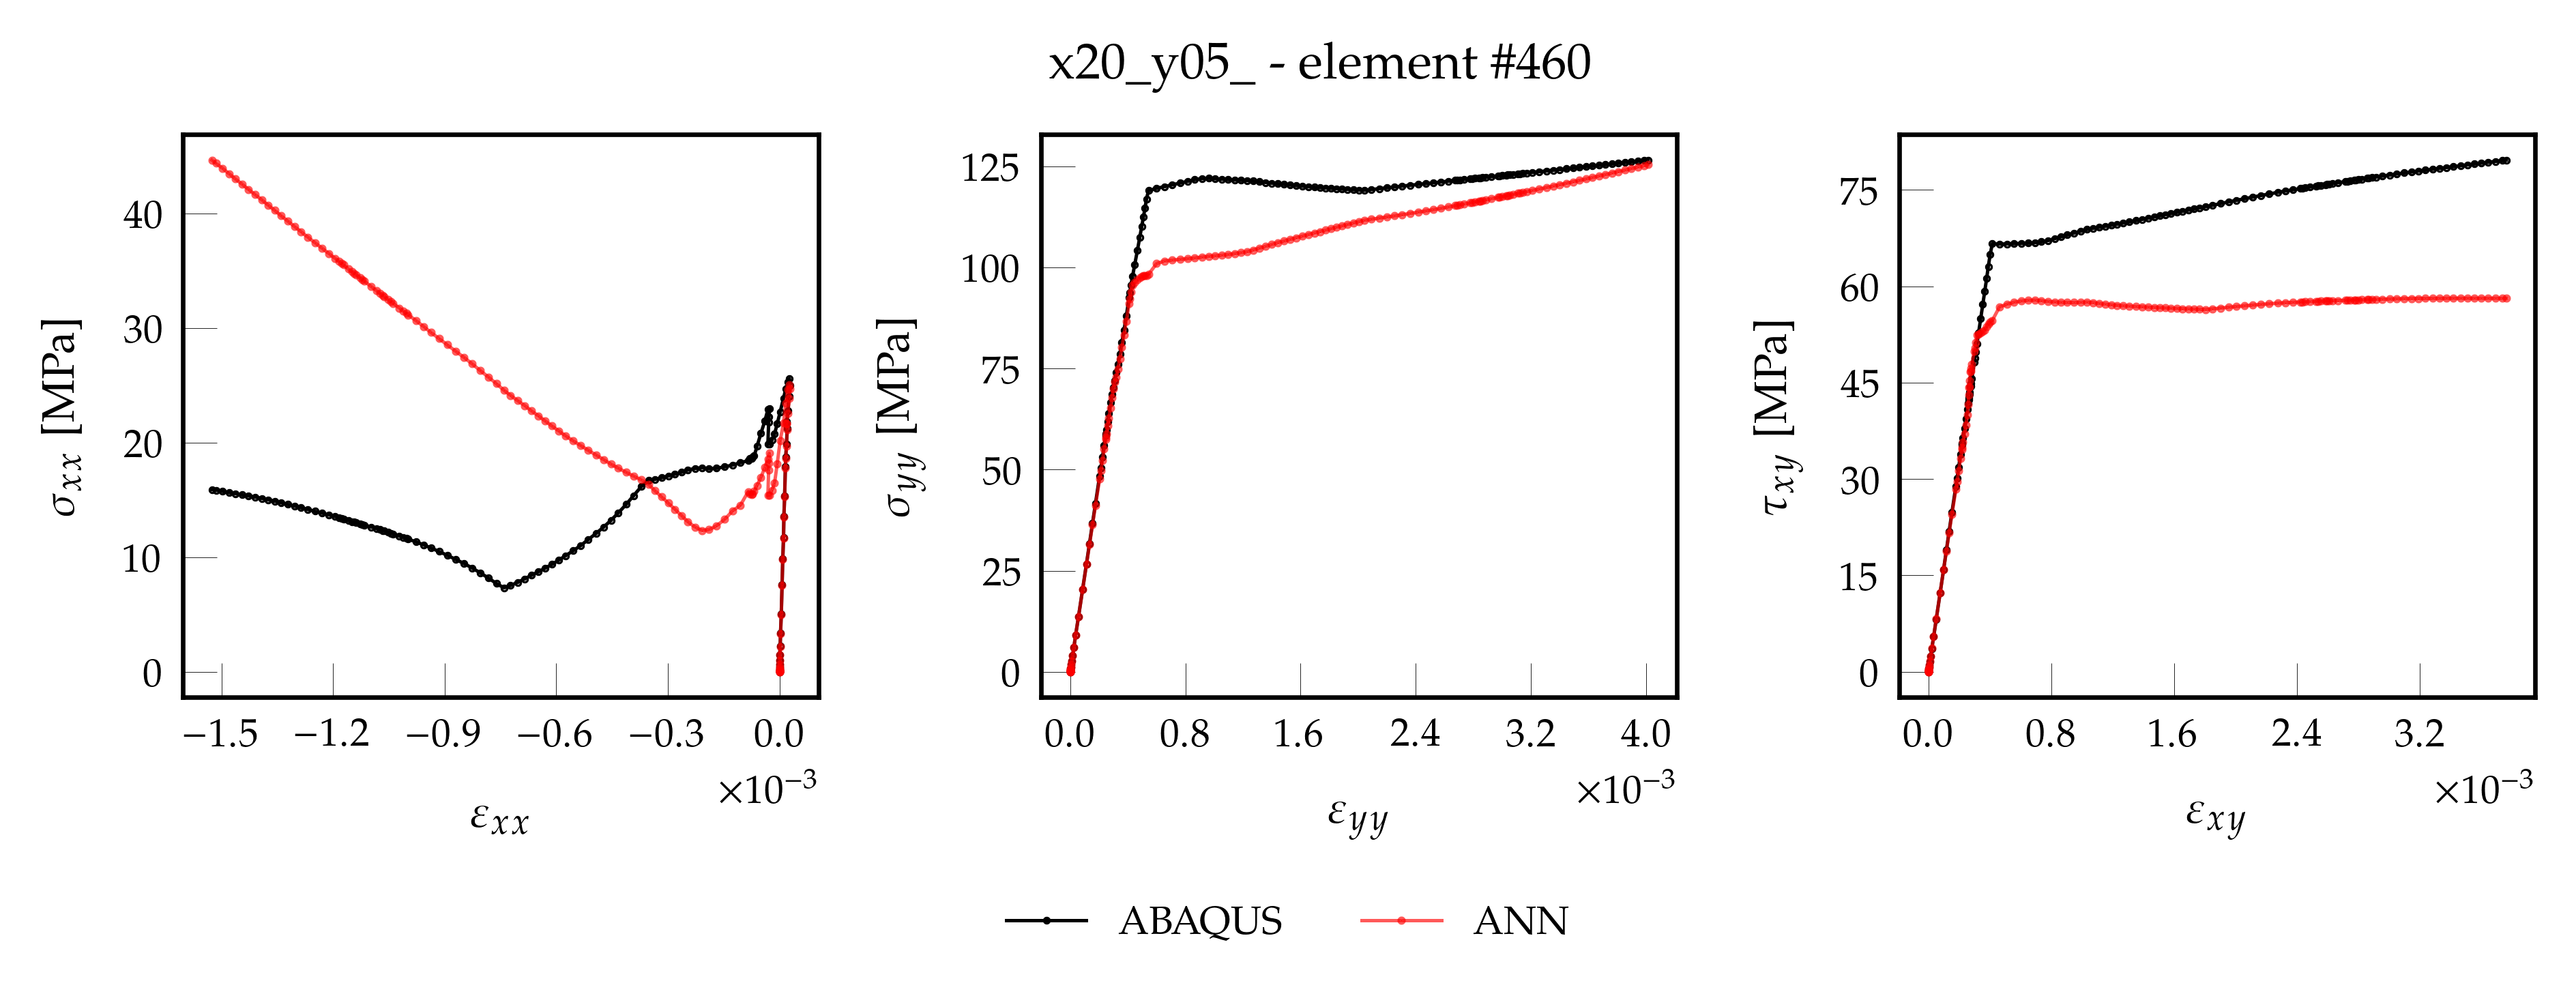 x20_y05_ - element #460
σxx [MPa]
40
30
20
10
0
−1.5 −1.2 −0.9 −0.6 −0.3 0.0
×10−3
εxx
σyy [MPa]
125
100
75
50
25
0
0.0 0.8 1.6 2.4 3.2 4.0
×10−3
εyy
τxy [MPa]
75
60
45
30
15
0
0.0 0.8 1.6 2.4 3.2
×10−3
εxy
ABAQUS ANN